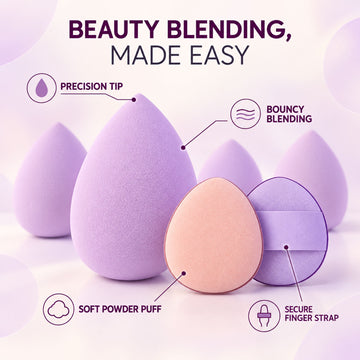 BEAUTY BLENDING,
MADE EASY
PRECISION TIP
BOUNCY
BLENDING
SOFT POWDER PUFF
SECURE
FINGER STRAP